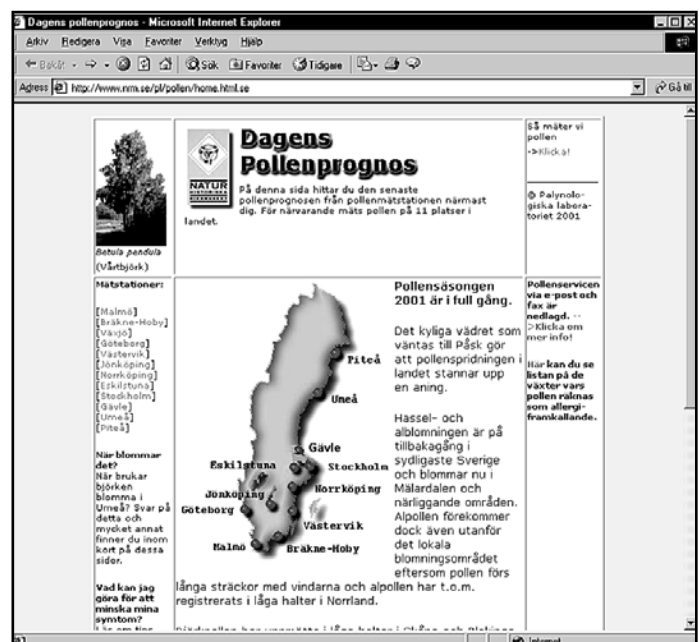 Dagens pollenprognos - Microsoft Internet Explorer
Arkiv Redigera Visa Favoriter Verktyg Hjälp
Bakåt Sök Favoriter Tidigare
Adress http://www.nrm.se/pl/pollen/home.html.se Gå till
Betula pendula
(Vårtbjörk)
NATUR
HISTORISKA
RIKSMUSEET
Dagens
Pollenprognos
På denna sida hittar du den senaste
pollenprognosen från pollenmätstationen närmast
dig. För närvarande mäts pollen på 11 platser i
landet.
Så mäter vi
pollen
->Klicka!
© Palynolo-
giska labora-
toriet 2001
Mätstationer:
[Malmö]
[Bräkne-Hoby]
[Växjö]
[Göteborg]
[Västervik]
[Jönköping]
[Norrköping]
[Eskilstuna]
[Stockholm]
[Gävle]
[Umeå]
[Piteå]
När blommar
det?
När brukar
björken
blomma i
Umeå? Svar på
detta och
mycket annat
finner du inom
kort på dessa
sidor.
Vad kan jag
göra för att
minska mina
symtom?
Läs om tips
Piteå
Umeå
Gävle
Eskilstuna
Stockholm
Jönköping
Norrköping
Göteborg
Västervik
Malmö
Bräkne-Hoby
Pollensäsongen
2001 är i full gång.
Det kyliga vädret som
väntas till Påsk gör
att pollenspridningen i
landet stannar upp
en aning.
Hassel- och
alblomningen är på
tillbakagång i
sydligaste Sverige
och blommar nu i
Mälardalen och
närliggande områden.
Alpollen förekommer
dock även utanför
det lokala
blomningsområdet
eftersom pollen förs
långa sträckor med vindarna och alpollen har t.o.m.
registrerats i låga halter i Norrland.
Pollenservicen
via e-post och
fax är
nedlagd. --
>Klicka om
mer info!
Här kan du se
listan på de
växter vars
pollen räknas
som allergi-
framkallande.
Internet